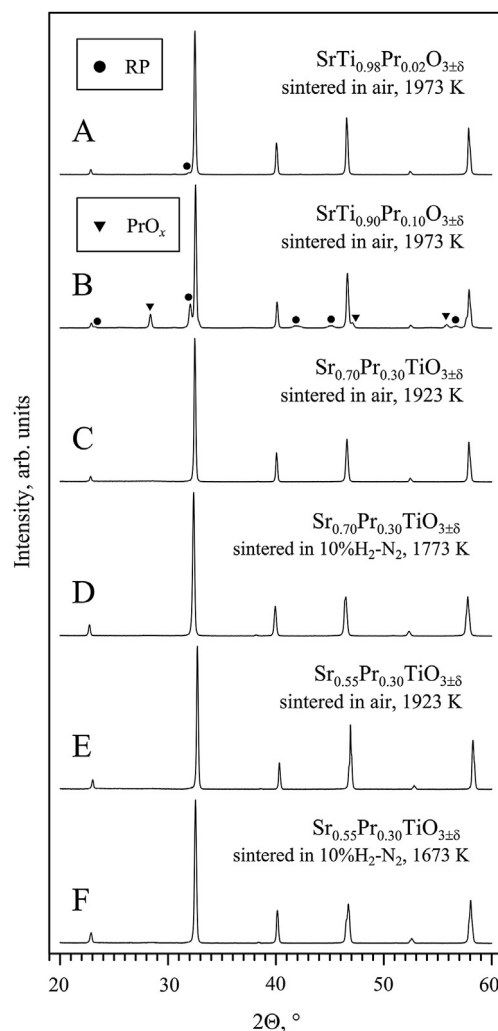 ● RP
SrTi₀.₉₈Pr₀.₀₂O₃±δ
sintered in air, 1973 K
A
▼ PrOₓ
SrTi₀.₉₀Pr₀.₁₀O₃±δ
sintered in air, 1973 K
B
Sr₀.₇₀Pr₀.₃₀TiO₃±δ
sintered in air, 1923 K
C
Sr₀.₇₀Pr₀.₃₀TiO₃±δ
sintered in 10%H₂-N₂, 1773 K
D
Sr₀.₅₅Pr₀.₃₀TiO₃±δ
sintered in air, 1923 K
E
Sr₀.₅₅Pr₀.₃₀TiO₃±δ
sintered in 10%H₂-N₂, 1673 K
F
Intensity, arb. units
20 30 40 50 60
2Θ, °